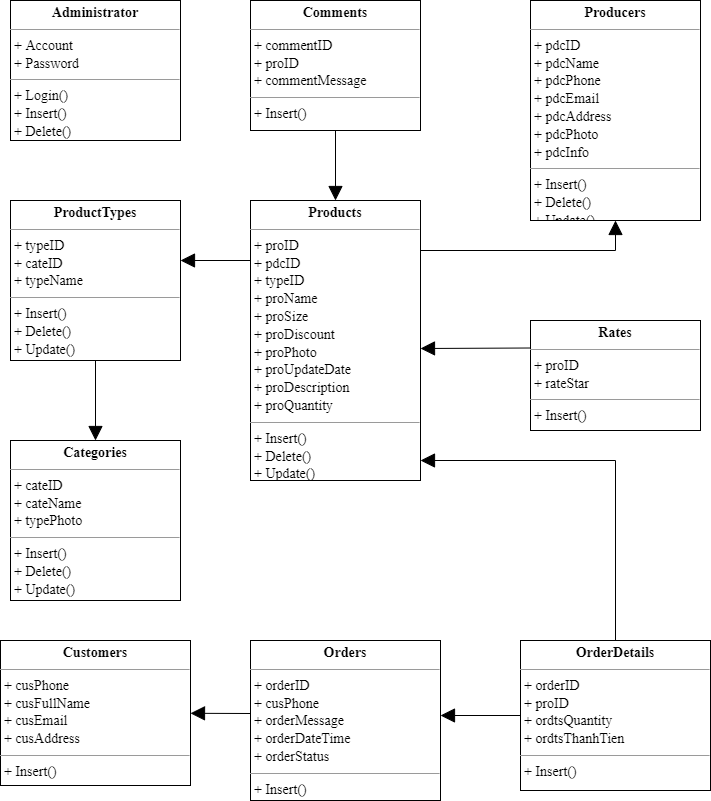 Administrator
+ Account
+ Password
+ Login()
+ Insert()
+ Delete()
Comments
+ commentID
+ proID
+ commentMessage
+ Insert()
Producers
+ pdcID
+ pdcName
+ pdcPhone
+ pdcEmail
+ pdcAddress
+ pdcPhoto
+ pdcInfo
+ Insert()
+ Delete()
+ Update()
ProductTypes
+ typeID
+ cateID
+ typeName
+ Insert()
+ Delete()
+ Update()
Products
+ proID
+ pdcID
+ typeID
+ proName
+ proSize
+ proDiscount
+ proPhoto
+ proUpdateDate
+ proDescription
+ proQuantity
+ Insert()
+ Delete()
+ Update()
Rates
+ proID
+ rateStar
+ Insert()
Categories
+ cateID
+ cateName
+ typePhoto
+ Insert()
+ Delete()
+ Update()
Customers
+ cusPhone
+ cusFullName
+ cusEmail
+ cusAddress
+ Insert()
Orders
+ orderID
+ cusPhone
+ orderMessage
+ orderDateTime
+ orderStatus
+ Insert()
OrderDetails
+ orderID
+ proID
+ ordtsQuantity
+ ordtsThanhTien
+ Insert()